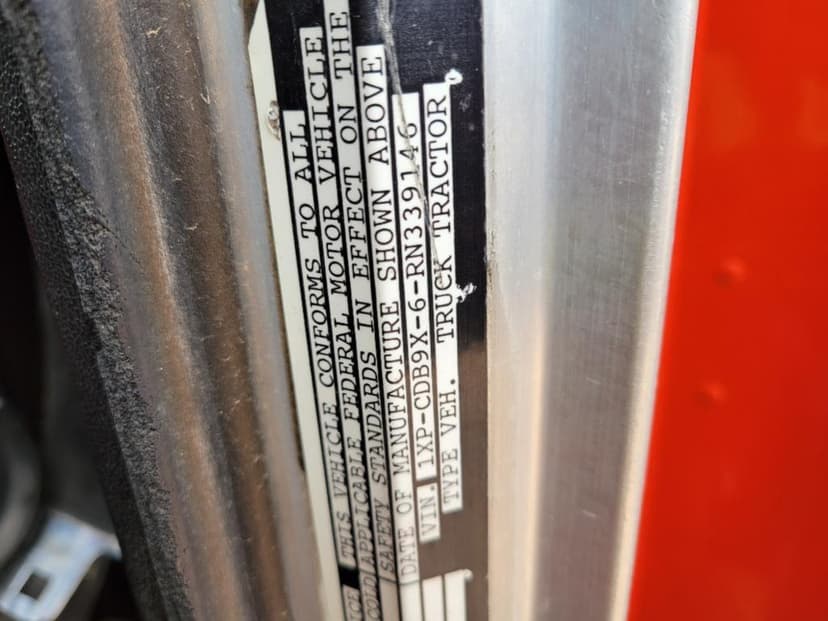 THIS VEHICLE CONFORMS TO ALL
APPLICABLE FEDERAL MOTOR VEHICLE
SAFETY STANDARDS IN EFFECT ON THE
DATE OF MANUFACTURE SHOWN ABOVE
VIN. 1XP-CDB9X-6-RN339146
TYPE VEH. TRUCK TRACTOR
COLD